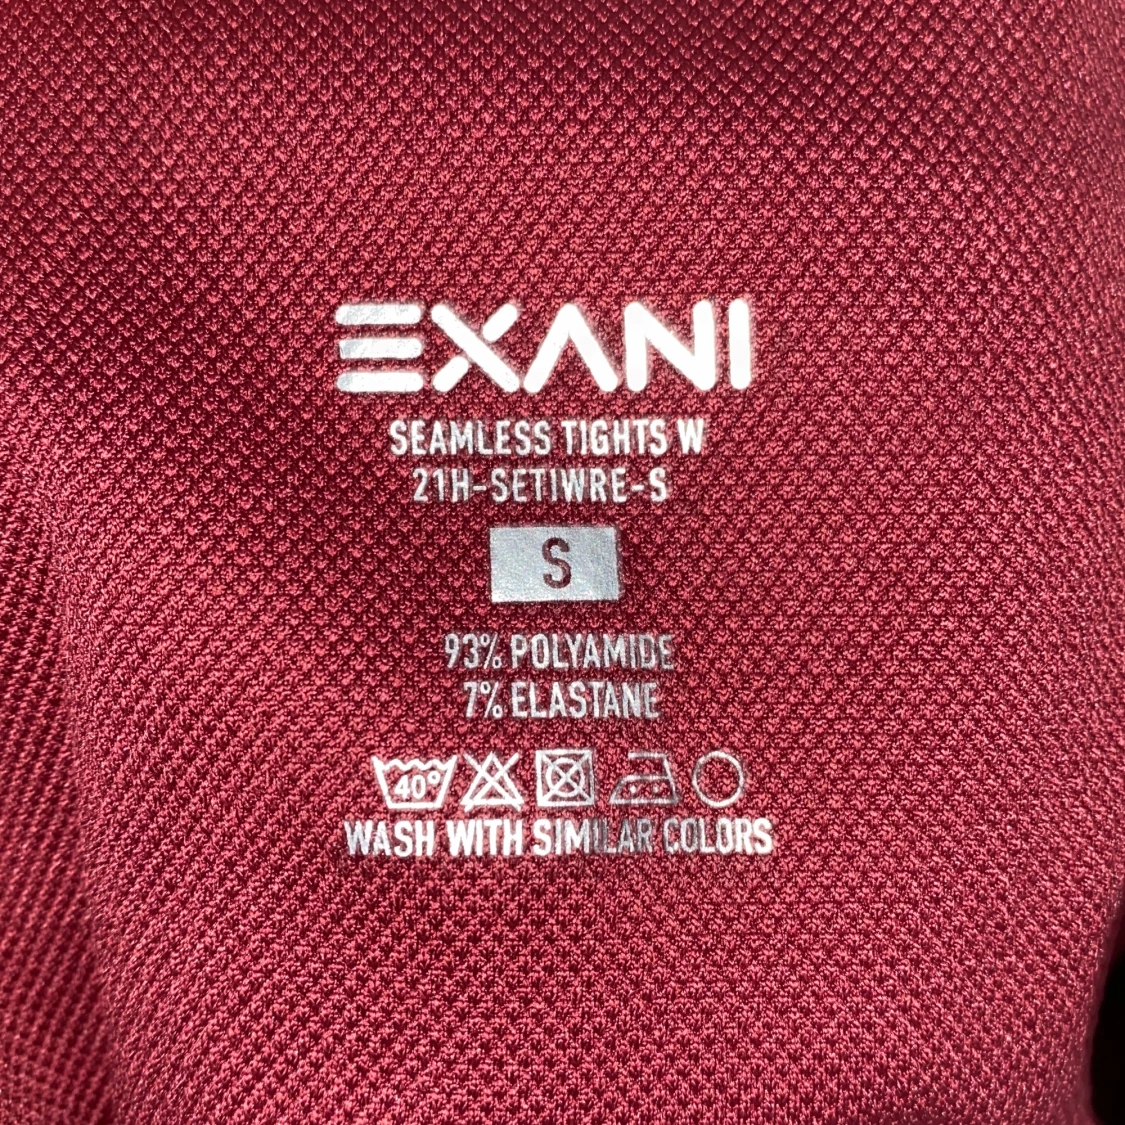 EXANI
SEAMLESS TIGHTS W
21H-SETIWRE-S
S
93% POLYAMIDE
7% ELASTANE
40°
WASH WITH SIMILAR COLORS